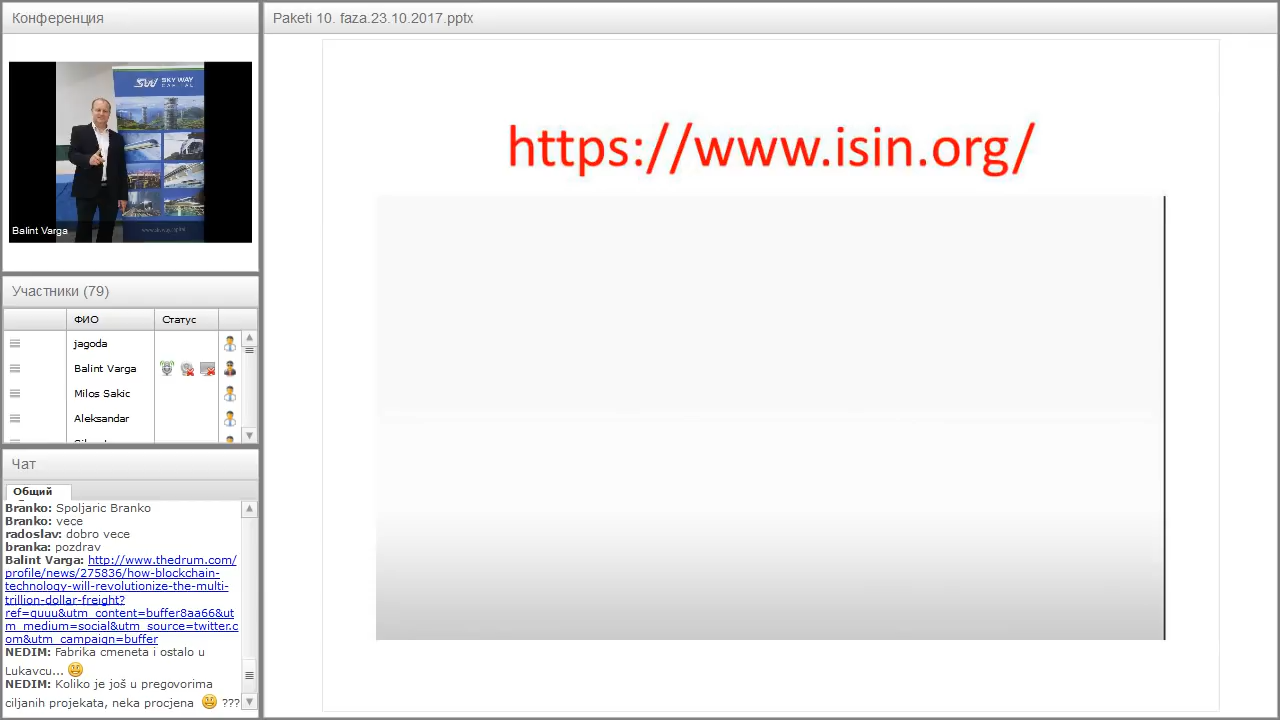 Конференция
SKY WAY
CAPITAL
Balint Varga
Участники (79)
ФИО Статус
jagoda
Balint Varga
Milos Sakic
Aleksandar
Чат
Общий
Branko: Spoljaric Branko
Branko: vece
radoslav: dobro vece
branka: pozdrav
Balint Varga: http://www.thedrum.com/
profile/news/275836/how-blockchain-
technology-will-revolutionize-the-multi-
trillion-dollar-freight?
ref=quuu&utm_content=buffer8aa66&ut
m_medium=social&utm_source=twitter.c
om&utm_campaign=buffer
NEDIM: Fabrika cmeneta i ostalo u
Lukavcu...
NEDIM: Koliko je još u pregovorima
ciljanih projekata, neka procjena ???
Paketi 10. faza.23.10.2017.pptx
https://www.isin.org/